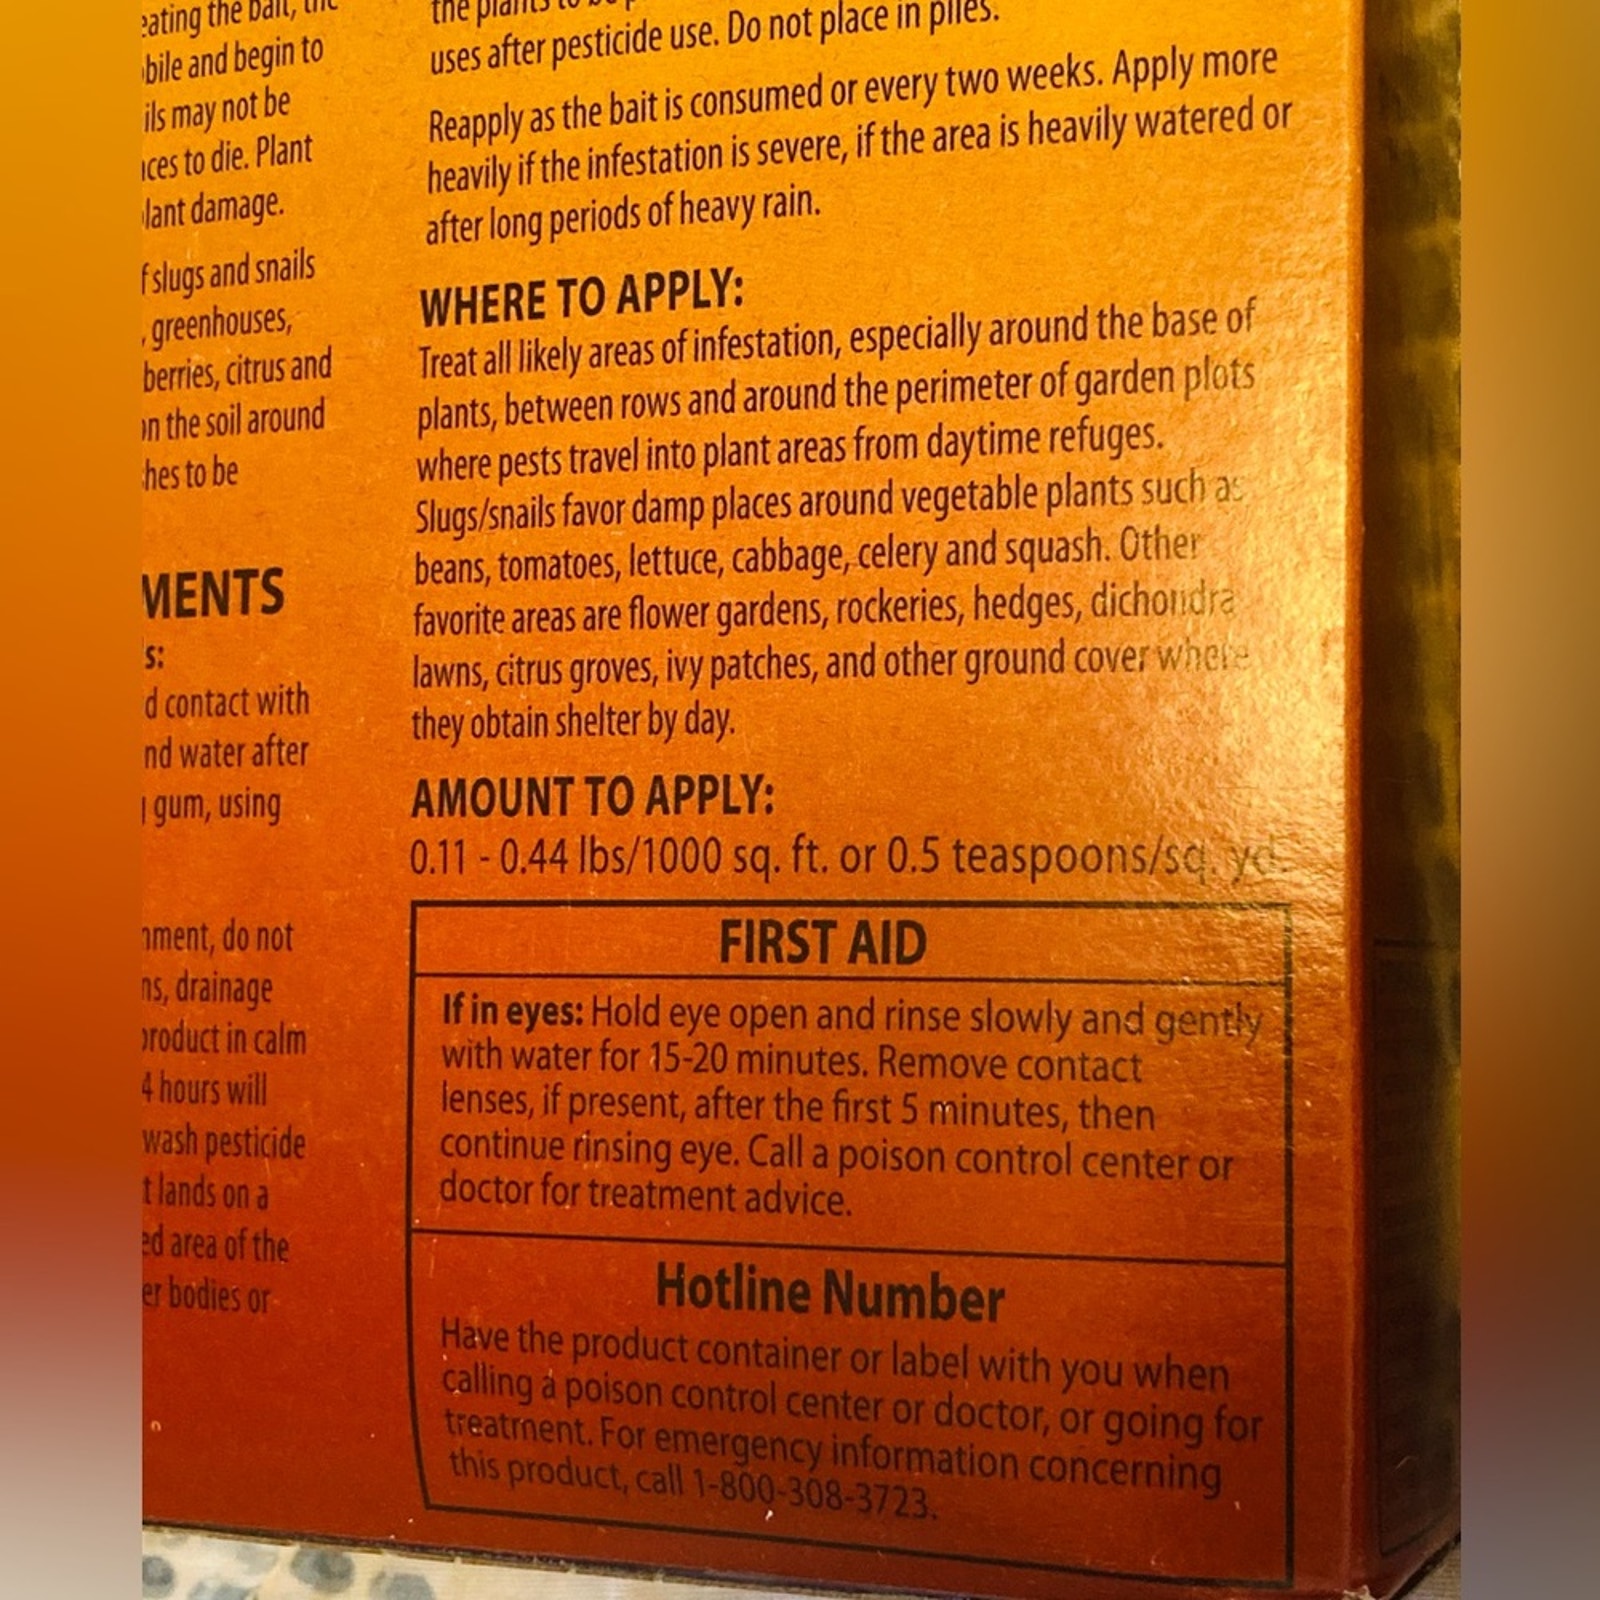 eating the bait, the
bile and begin to
ils may not be
ces to die. Plant
lant damage.
f slugs and snails
, greenhouses,
berries, citrus and
on the soil around
hes to be
MENTS
s:
d contact with
nd water after
gum, using
nment, do not
ns, drainage
product in calm
4 hours will
wash pesticide
t lands on a
ed area of the
er bodies or
the plants to be
uses after pesticide use. Do not place in piles.
Reapply as the bait is consumed or every two weeks. Apply more
heavily if the infestation is severe, if the area is heavily watered or
after long periods of heavy rain.
WHERE TO APPLY:
Treat all likely areas of infestation, especially around the base of
plants, between rows and around the perimeter of garden plots
where pests travel into plant areas from daytime refuges.
Slugs/snails favor damp places around vegetable plants such as
beans, tomatoes, lettuce, cabbage, celery and squash. Other
favorite areas are flower gardens, rockeries, hedges, dichondra
lawns, citrus groves, ivy patches, and other ground cover where
they obtain shelter by day.
AMOUNT TO APPLY:
0.11 - 0.44 lbs/1000 sq. ft. or 0.5 teaspoons/sq. yd.
FIRST AID
If in eyes: Hold eye open and rinse slowly and gently
with water for 15-20 minutes. Remove contact
lenses, if present, after the first 5 minutes, then
continue rinsing eye. Call a poison control center or
doctor for treatment advice.
Hotline Number
Have the product container or label with you when
calling a poison control center or doctor, or going for
treatment. For emergency information concerning
this product, call 1-800-308-3723.